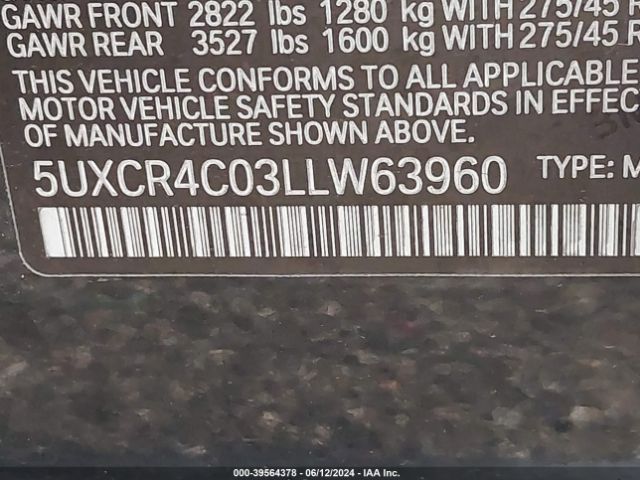 GAWR FRONT 2822 lbs 1280 kg WITH 275/45 R
GAWR REAR 3527 lbs 1600 kg WITH 275/45 R
THIS VEHICLE CONFORMS TO ALL APPLICABLE
MOTOR VEHICLE SAFETY STANDARDS IN EFFEC
OF MANUFACTURE SHOWN ABOVE.
5UXCR4C03LLW63960 TYPE: M
000-39564378 - 06/12/2024 - IAA Inc.